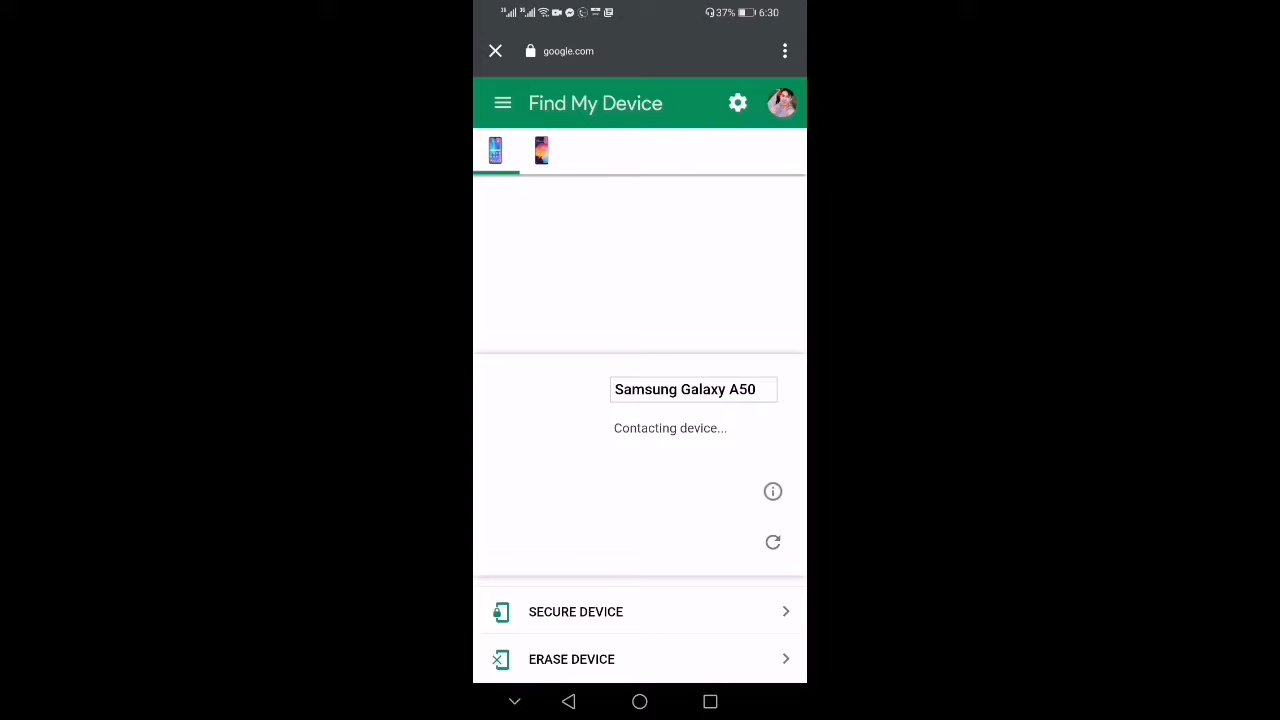 37% 6:30
google.com
Find My Device
Samsung Galaxy A50
Contacting device...
SECURE DEVICE
ERASE DEVICE